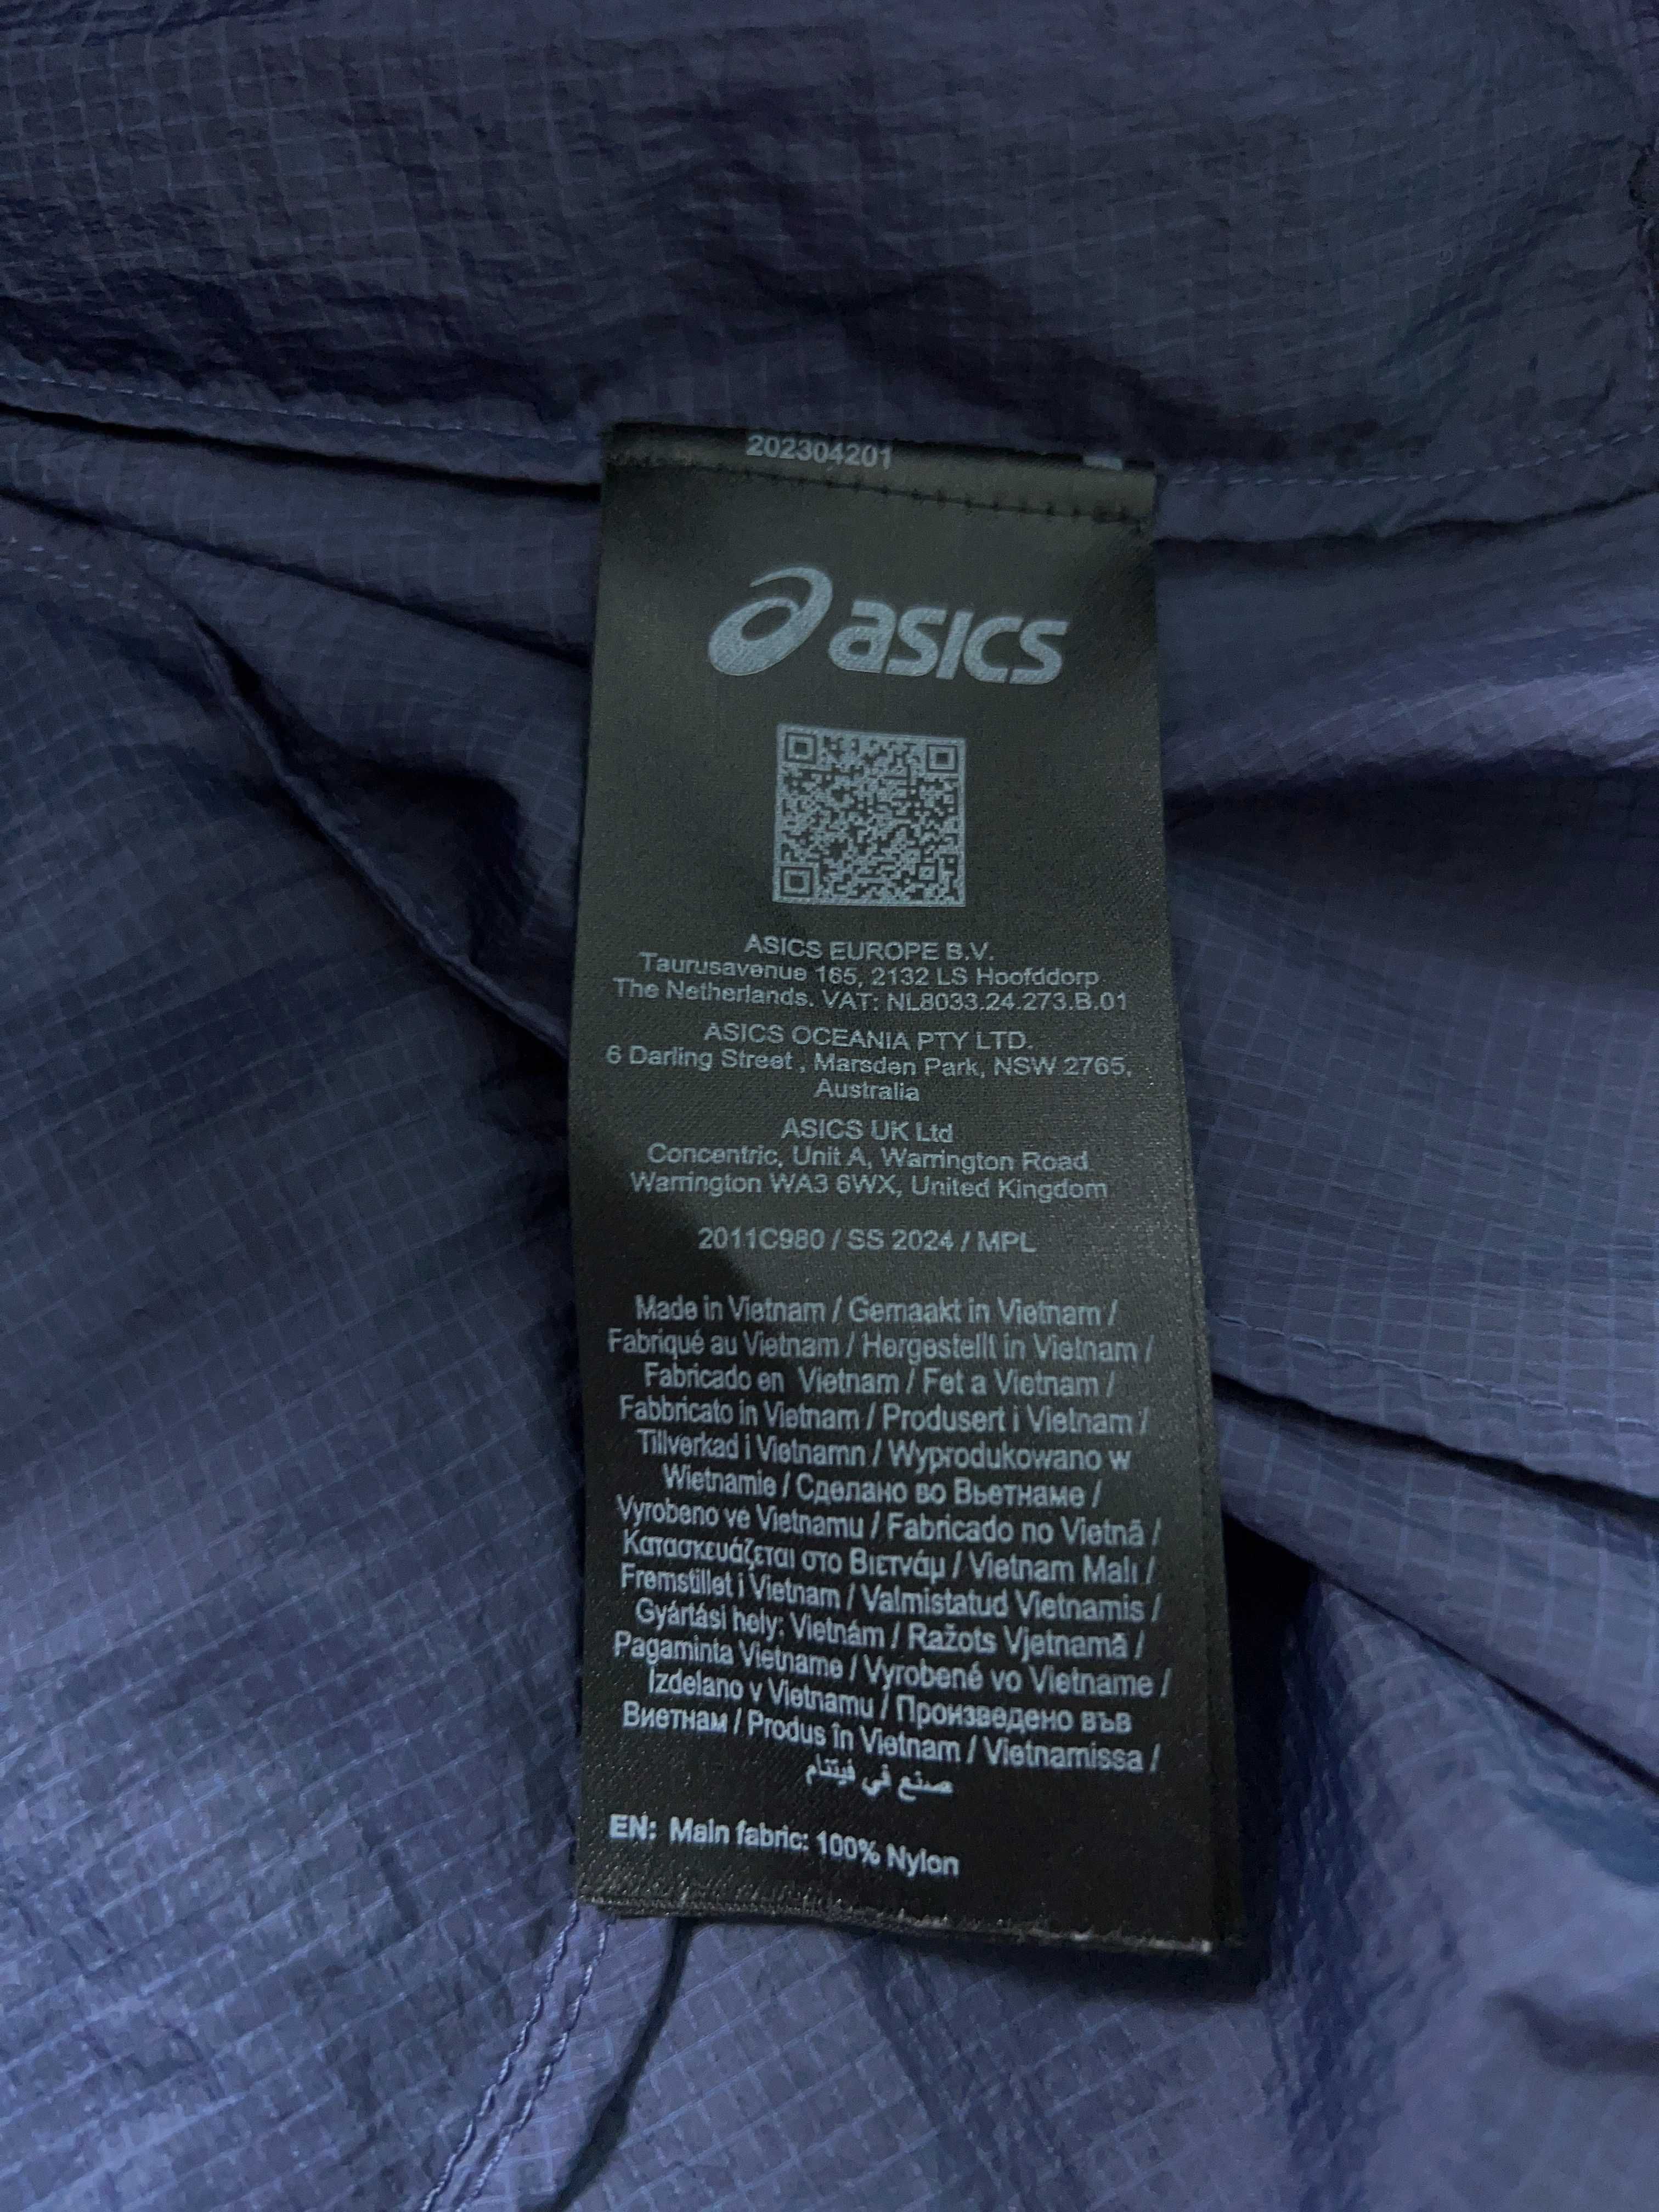 202304201
asics
ASICS EUROPE B.V.
Taurusavenue 165, 2132 LS Hoofddorp
The Netherlands. VAT: NL8033.24.273.B.01
ASICS OCEANIA PTY LTD.
6 Darling Street , Marsden Park, NSW 2765,
Australia
ASICS UK Ltd
Concentric, Unit A, Warrington Road
Warrington WA3 6WX, United Kingdom
2011C980 / SS 2024 / MPL
Made in Vietnam / Gemaakt in Vietnam /
Fabriqué au Vietnam / Hergestellt in Vietnam /
Fabricado en Vietnam / Fet a Vietnam /
Fabbricato in Vietnam / Produsert i Vietnam /
Tillverkad i Vietnamn / Wyprodukowano w
Wietnamie / Сделано во Вьетнаме /
Vyrobeno ve Vietnamu / Fabricado no Vietnã /
Κατασκευάζεται στο Βιετνάμ / Vietnam Malı /
Fremstillet i Vietnam / Valmistatud Vietnamis /
Gyártási hely: Vietnám / Ražots Vjetnamā /
Pagaminta Vietname / Vyrobené vo Vietname /
Izdelano v Vietnamu / Произведено във
Виетнам / Produs în Vietnam / Vietnamissa /
صنع في فيتنام
EN: Main fabric: 100% Nylon